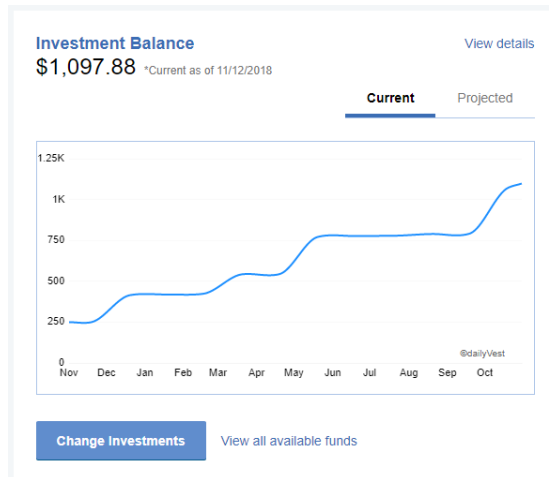 Investment Balance
View details
$1,097.88 *Current as of 11/12/2018
Current Projected
1.25K
1K
750
500
250
0
©dailyVest
Nov Dec Jan Feb Mar Apr May Jun Jul Aug Sep Oct
Change Investments View all available funds